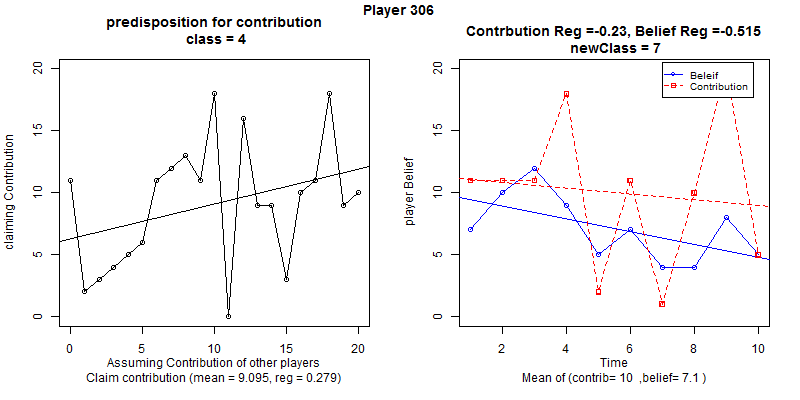 Player 306
predisposition for contribution
class = 4
claiming Contribution
20
15
10
5
0
0 5 10 15 20
Assuming Contribution of other players
Claim contribution (mean = 9.095, reg = 0.279)
Contrbution Reg =-0.23, Belief Reg =-0.515
newClass = 7
Beleif
Contribution
player Belief
20
15
10
5
0
2 4 6 8 10
Time
Mean of (contrib= 10 ,belief= 7.1 )